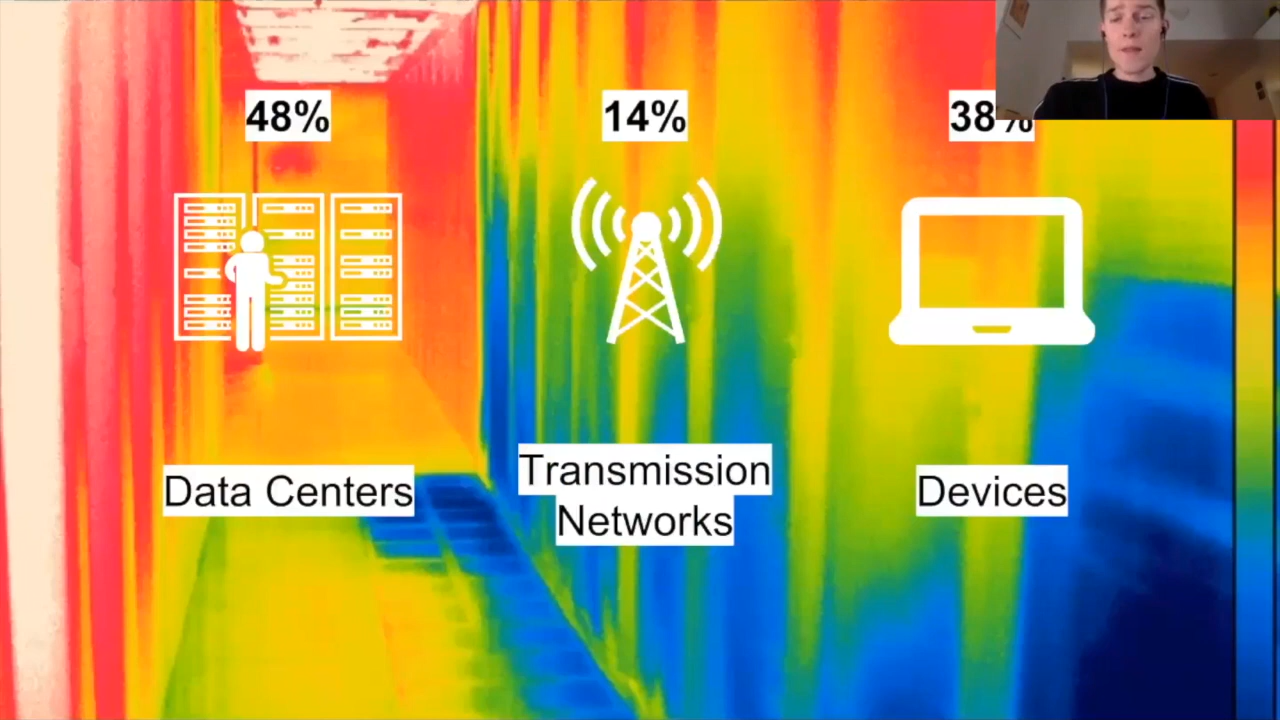 48%
14%
38%
Data Centers
Transmission
Networks
Devices